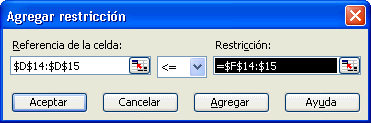 Agregar restricción
Referencia de la celda: Restricción:
$D$14:$D$15 <= =$F$14:$15
Aceptar Cancelar Agregar Ayuda